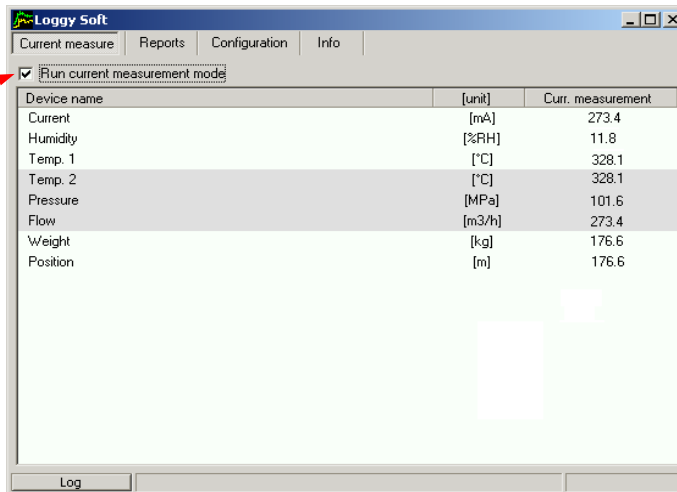 Loggy Soft
Current measure Reports Configuration Info
Run current measurement mode
Device name [unit] Curr. measurement
Current [mA] 273.4
Humidity [%RH] 11.8
Temp. 1 [°C] 328.1
Temp. 2 [°C] 328.1
Pressure [MPa] 101.6
Flow [m3/h] 273.4
Weight [kg] 176.6
Position [m] 176.6
Log